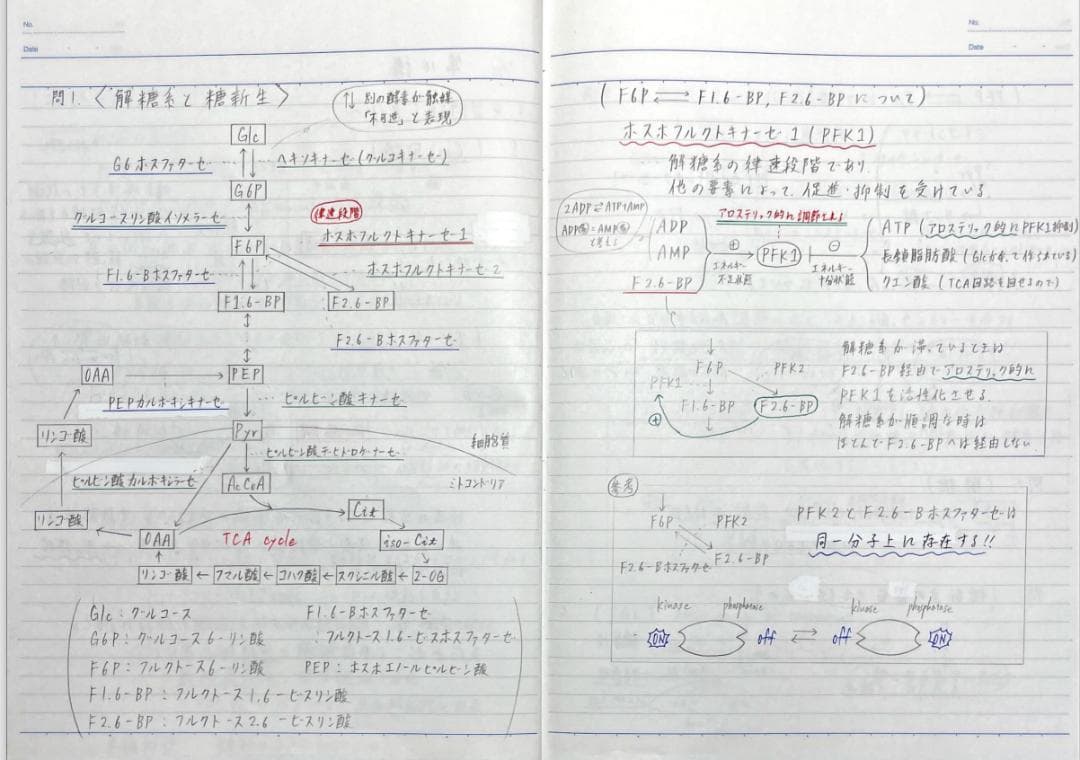 No.
Date
問1.〈解糖系と糖新生〉
↑↓ 別の酵素が触媒
「不可逆」と表現
Glc
G6ホスファターゼ
ヘキソキナーゼ(グルコキナーゼ)
G6P
グルコースリン酸イソメラーゼ
律速段階
F6P
ホスホフルクトキナーゼ-1
F1.6-Bホスファターゼ
ホスホフルクトキナーゼ-2
F1.6-BP
F2.6-BP
F2.6-Bホスファターゼ
OAA
PEP
PEPカルボキシキナーゼ
ピルビン酸キナーゼ
リンゴ酸
Pyr
細胞質
ピルビン酸デヒドロゲナーゼ
ピルビン酸カルボキシラーゼ
ミトコンドリア
AcCoA
リンゴ酸
Cit
OAA
TCA cycle
iso-Cit
リンゴ酸 ← フマル酸 ← コハク酸 ← スクシニル酸 ← 2-OG
Glc：グルコース
G6P：グルコース6-リン酸
F6P：フルクトース6-リン酸
F1.6-BP：フルクトース1.6-ビスリン酸
F2.6-BP：フルクトース2.6-ビスリン酸
F1.6-Bホスファターゼ
：フルクトース1.6-ビスホスファターゼ
PEP：ホスホエノールピルビン酸
No.
Date
(F6P ⇄ F1.6-BP, F2.6-BPについて)
ホスホフルクトキナーゼ1(PFK1)
解糖系の律速段階であり
他の要素によって、促進・抑制を受けている。
2ADP ⇄ ATP+AMP
ADP高=AMP高
と考える
ADP
AMP
F2.6-BP
アロステリック的に調節される
⊕
エネルギー
不足状態
PFK1
⊖
エネルギー
十分状態
ATP(アロステリック的にPFK1抑制)
長鎖脂肪酸(Glcが余って作られている)
クエン酸(TCA回路を回せるので)
F6P
PFK2
PFK1
F1.6-BP
F2.6-BP
⊕
解糖系が滞っているときは
F2.6-BP経由でアロステリック的に
PFK1を活性化させる
解糖系が順調な時は
ほとんどF2.6-BPへは経由しない
参考
F6P
PFK2
F2.6-Bホスファターゼ
F2.6-BP
PFK2とF2.6-Bホスファターゼは
同一分子上に存在する!!
kinase
phosphatase
kinase
phosphatase
ON
off
⇄
off
ON